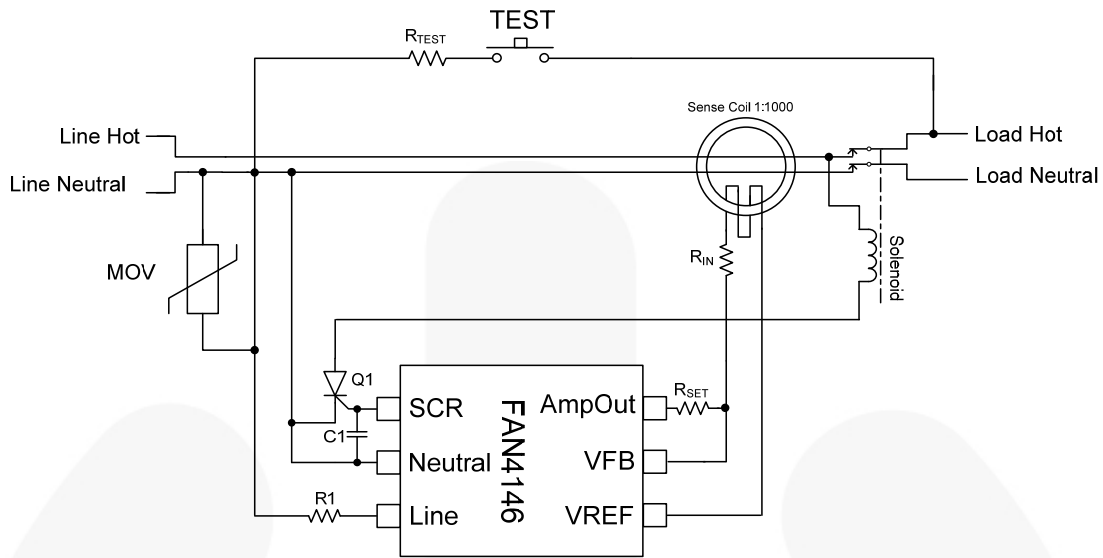 TEST
RTEST
Sense Coil 1:1000
Line Hot
Load Hot
Line Neutral
Load Neutral
MOV
RIN
Solenoid
Q1
SCR
AmpOut
RSET
C1
FAN4146
Neutral
VFB
R1
Line
VREF